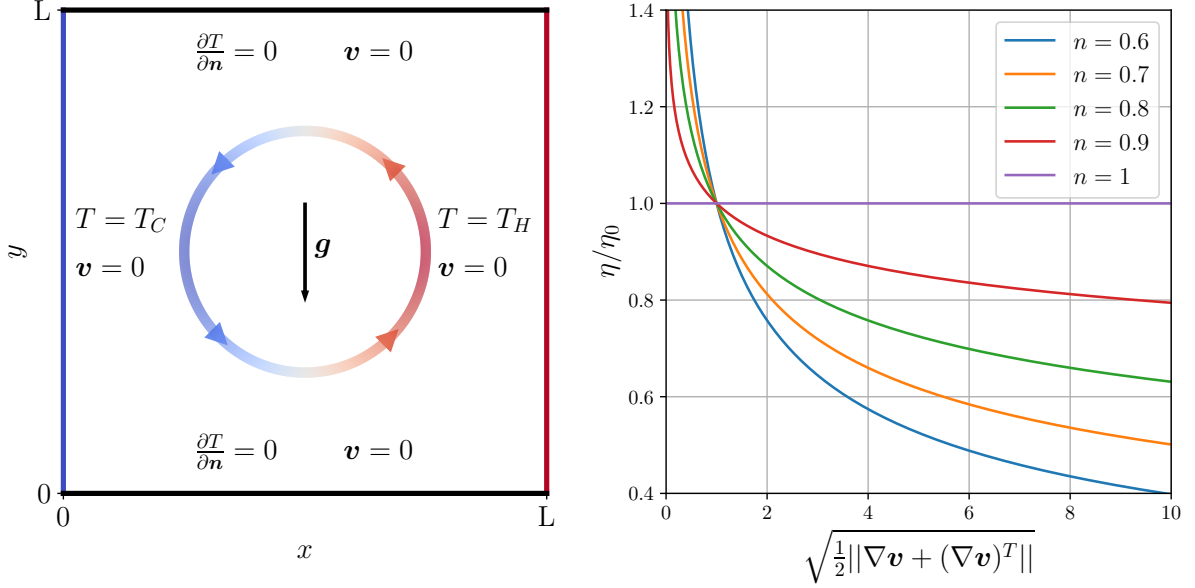 L
∂T/∂n = 0    v = 0
T = T_C
v = 0
g
T = T_H
v = 0
∂T/∂n = 0    v = 0
y
0
0
L
x
1.4
1.2
1.0
0.8
0.6
0.4
η/η₀
n = 0.6
n = 0.7
n = 0.8
n = 0.9
n = 1
0 2 4 6 8 10
√(1/2||∇v + (∇v)^T||)